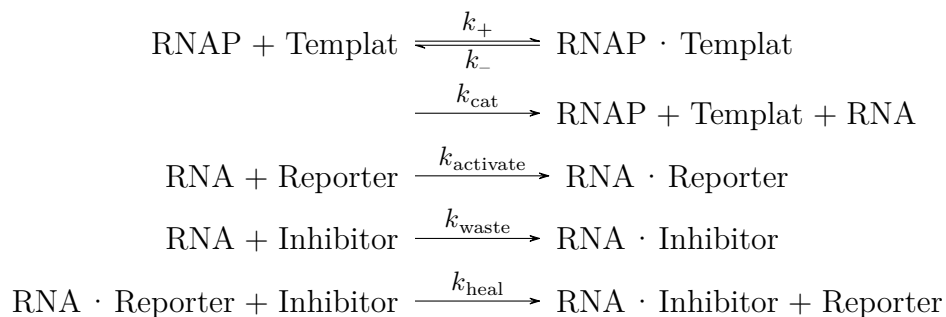 RNAP + Templat k₊ k₋ RNAP · Templat
k_cat RNAP + Templat + RNA
RNA + Reporter k_activate RNA · Reporter
RNA + Inhibitor k_waste RNA · Inhibitor
RNA · Reporter + Inhibitor k_heal RNA · Inhibitor + Reporter